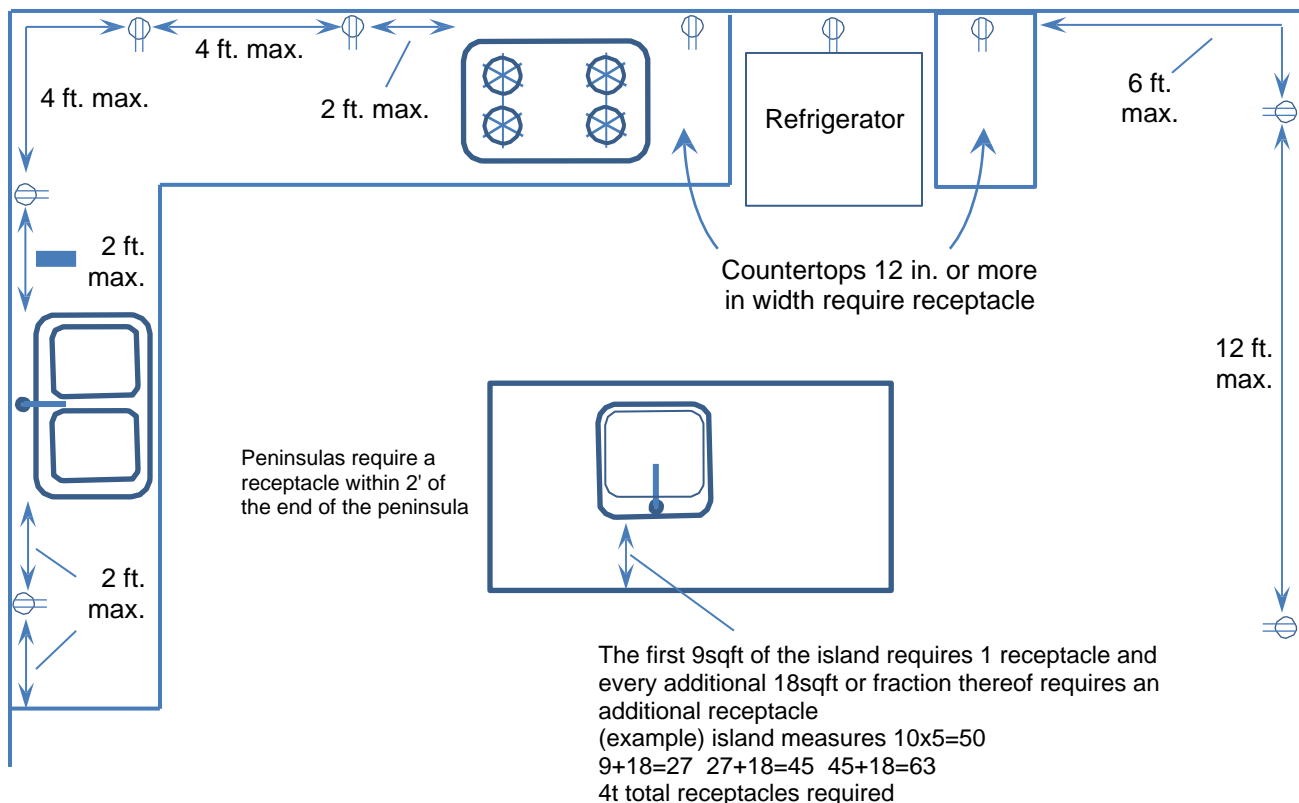 4 ft. max.
2 ft. max.
4 ft. max.
Refrigerator
6 ft.
max.
2 ft.
max.
Countertops 12 in. or more
in width require receptacle
12 ft.
max.
Peninsulas require a
receptacle within 2' of
the end of the peninsula
2 ft.
max.
The first 9sqft of the island requires 1 receptacle and
every additional 18sqft or fraction thereof requires an
additional receptacle
(example) island measures 10x5=50
9+18=27 27+18=45 45+18=63
4t total receptacles required